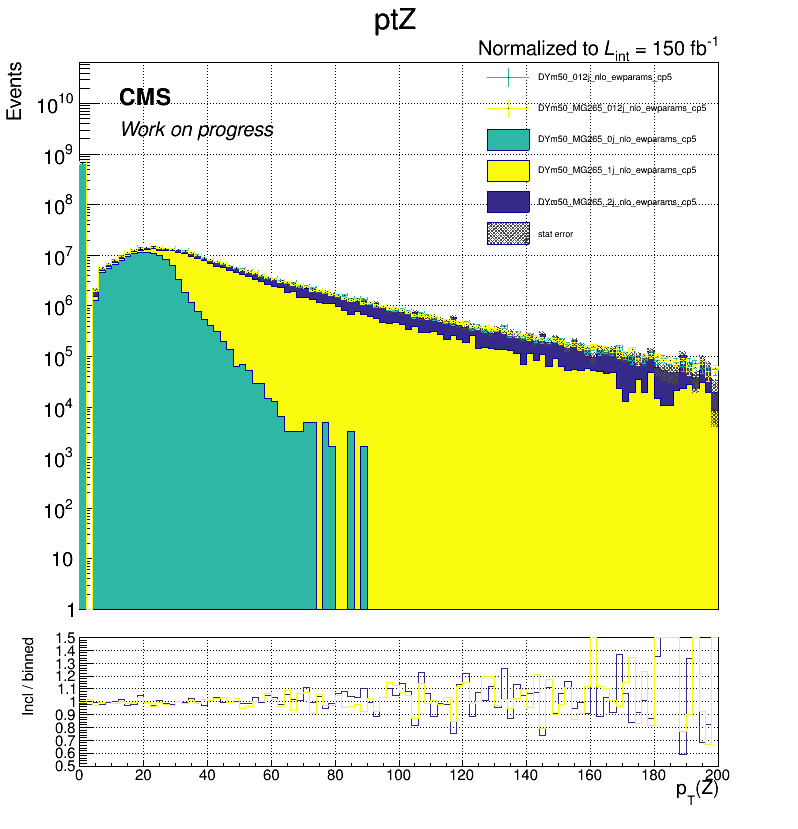 ptZ
Normalized to L_int = 150 fb^-1
Events
CMS
Work on progress
DYm50_012j_nlo_ewparams_cp5
DYm50_MG265_012j_nlo_ewparams_cp5
DYm50_MG265_0j_nlo_ewparams_cp5
DYm50_MG265_1j_nlo_ewparams_cp5
DYm50_MG265_2j_nlo_ewparams_cp5
stat error
10^10
10^9
10^8
10^7
10^6
10^5
10^4
10^3
10^2
10
1
Incl / binned
1.5
1.4
1.3
1.2
1.1
1
0.9
0.8
0.7
0.6
0.5
0 20 40 60 80 100 120 140 160 180 200
p_T(Z)